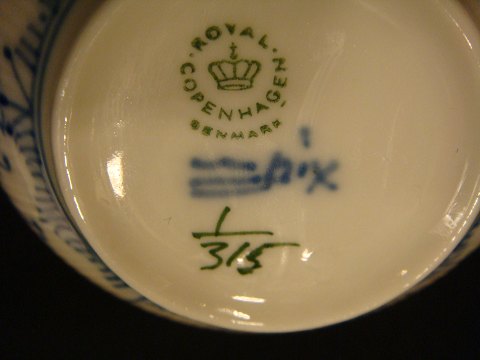 ROYAL COPENHAGEN
DENMARK
1
315